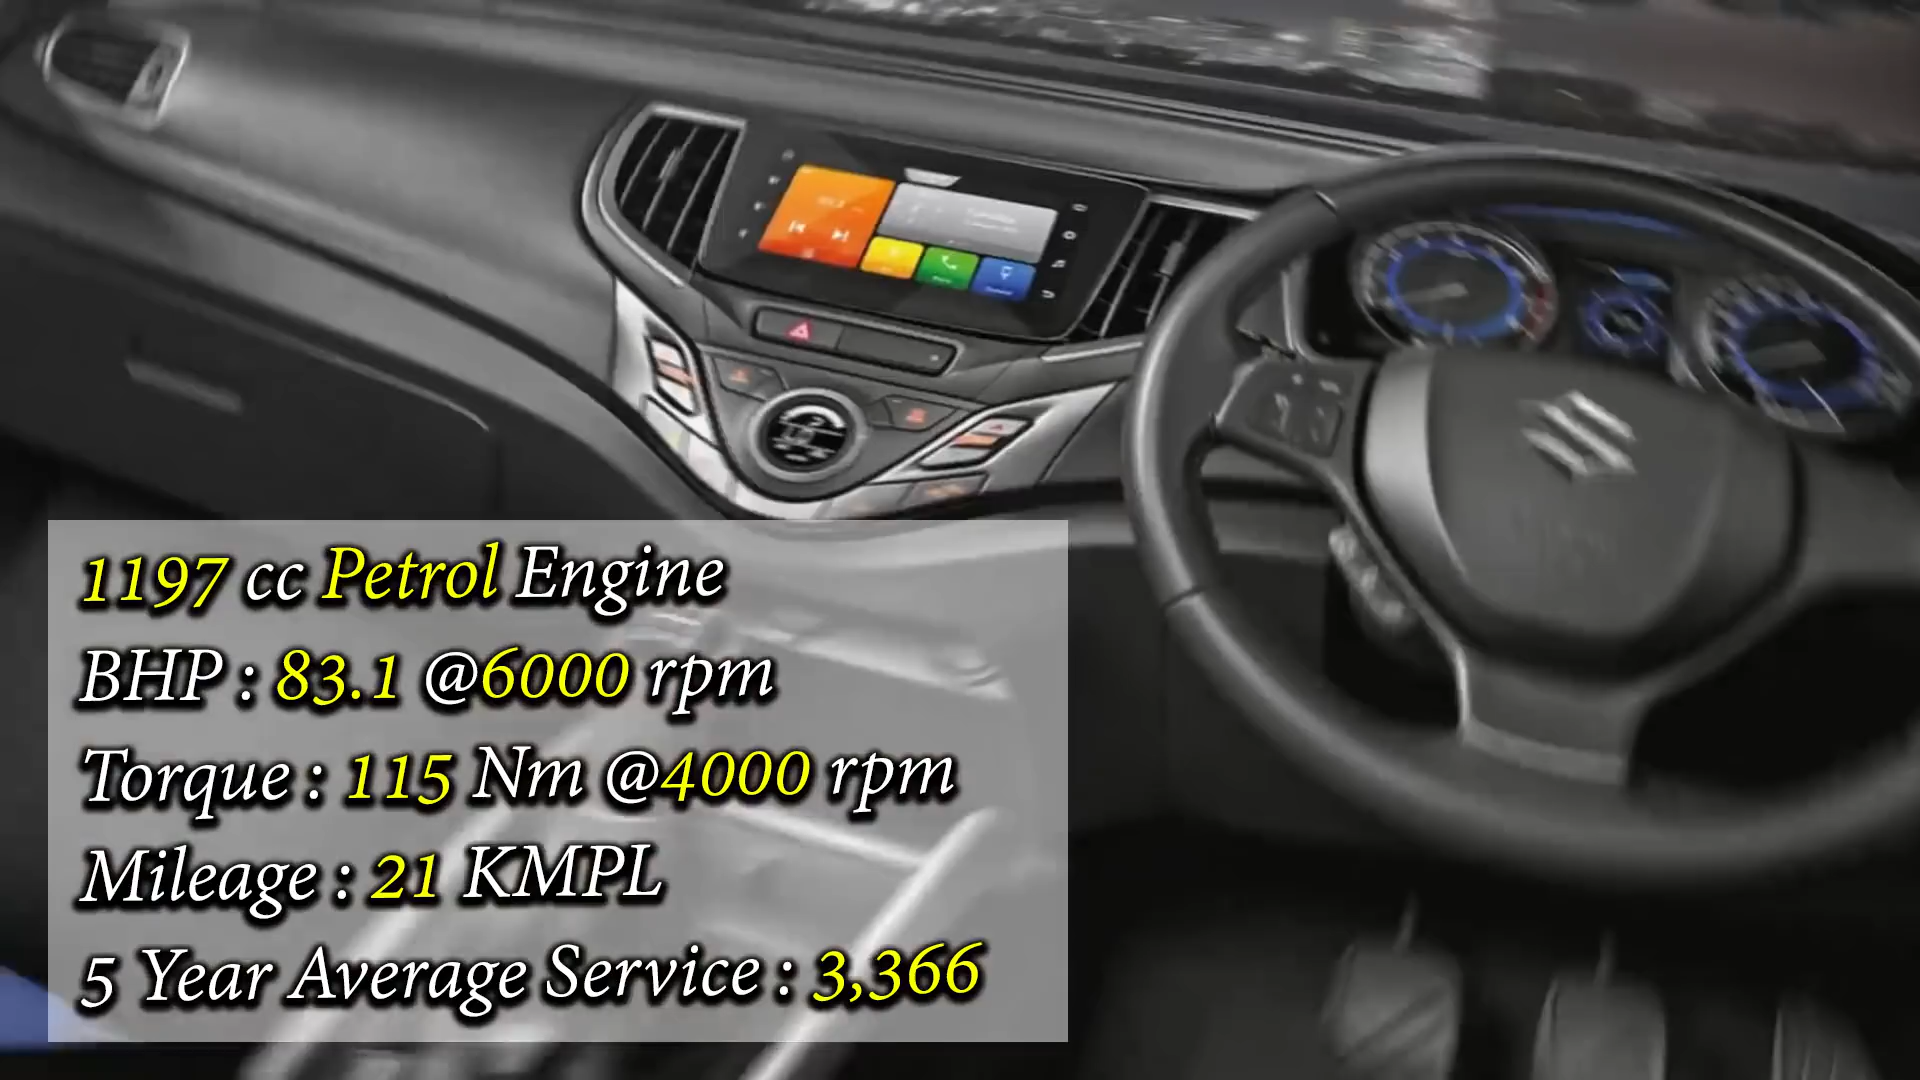 1197 cc Petrol Engine
BHP : 83.1 @6000 rpm
Torque : 115 Nm @4000 rpm
Mileage : 21 KMPL
5 Year Average Service : 3,366